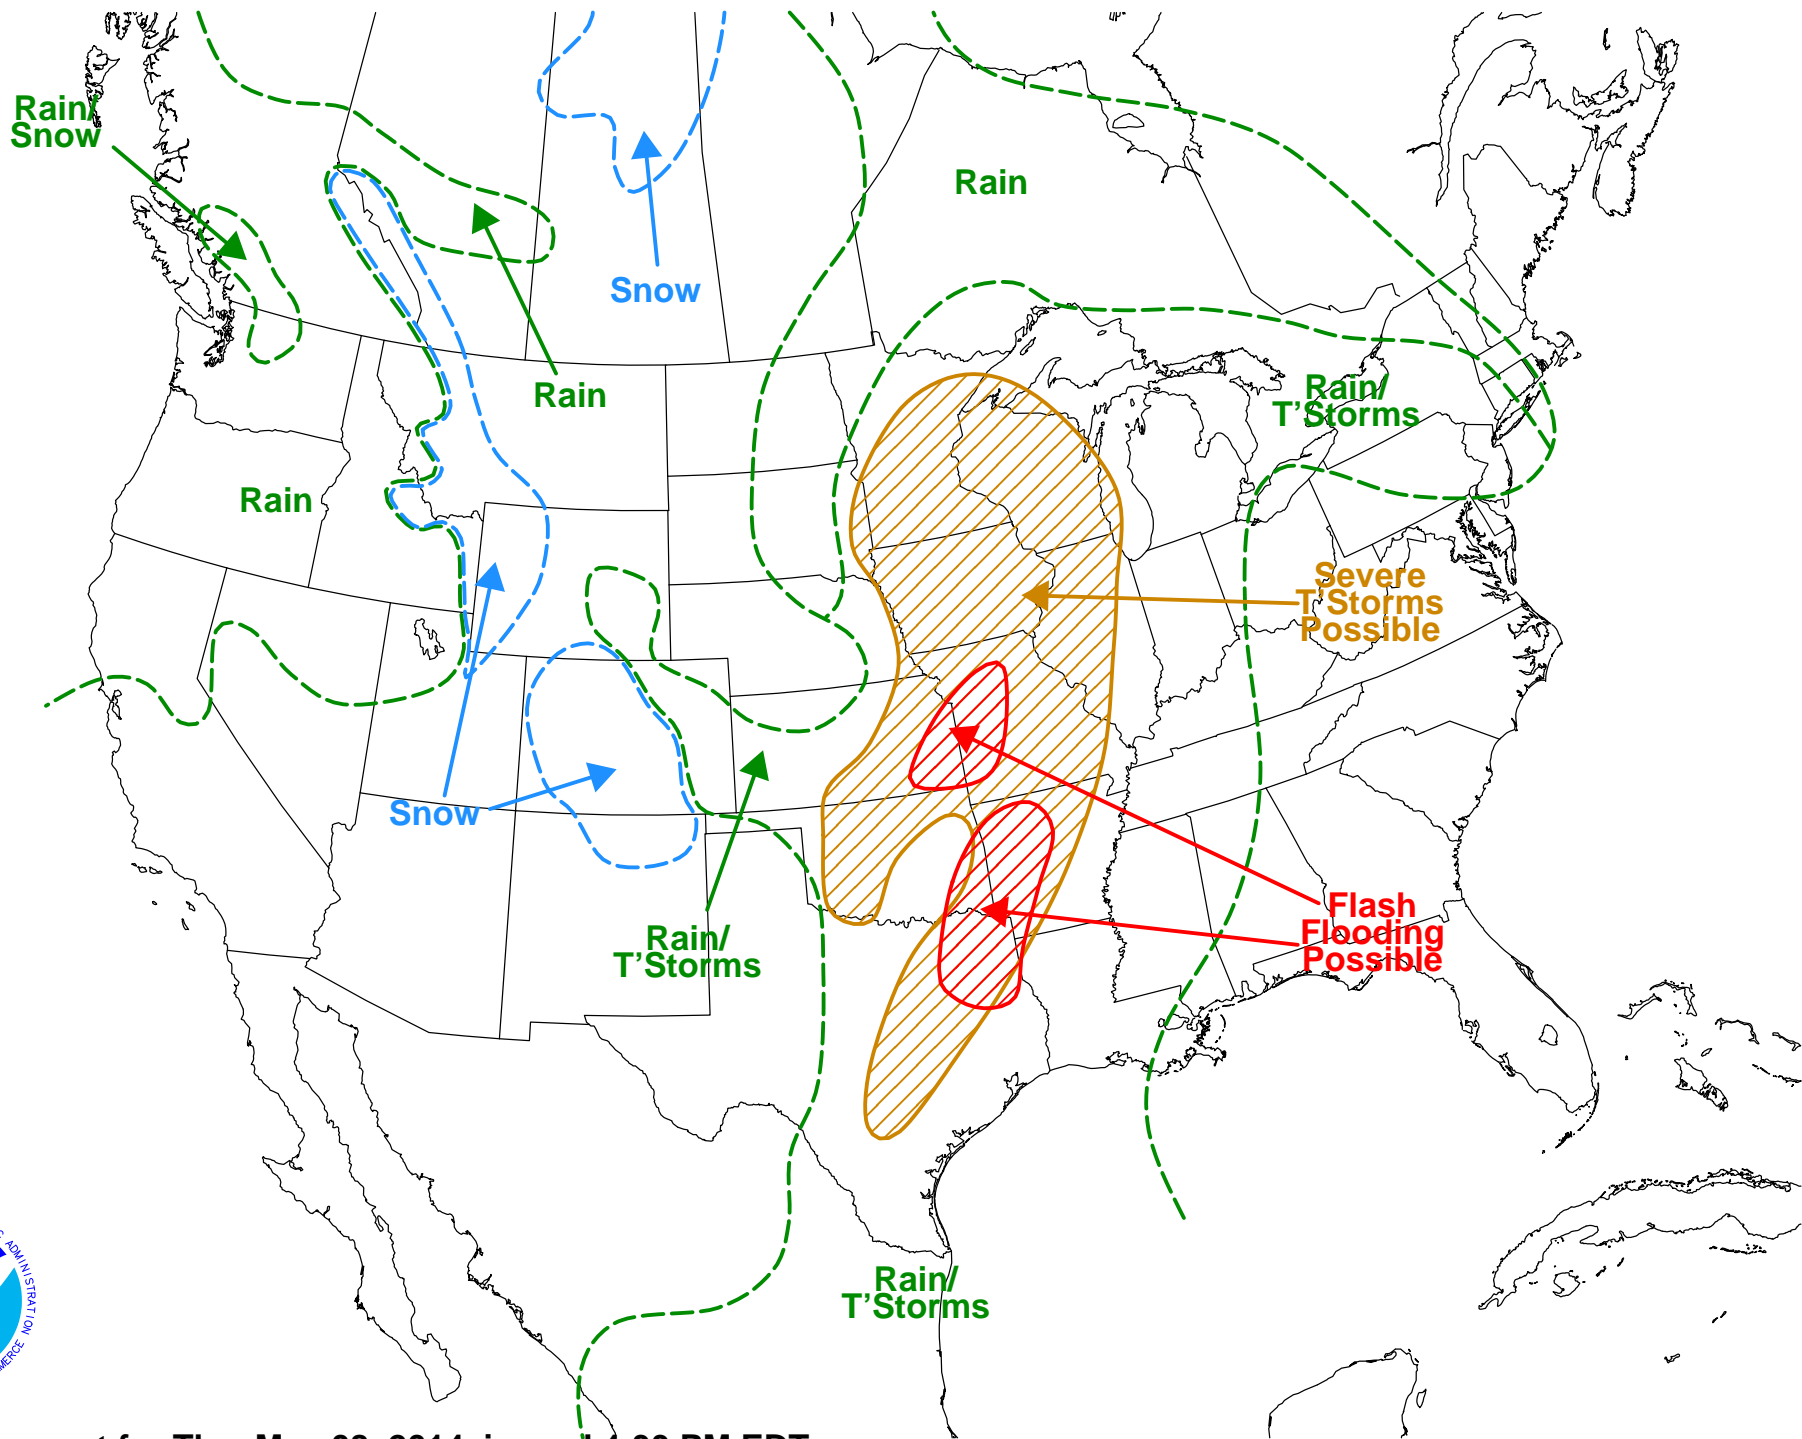 Rain/
Snow
Rain
Snow
Rain
Rain/
T'Storms
Rain
Severe
T'Storms
Possible
Snow
Rain/
T'Storms
Flash
Flooding
Possible
Rain/
T'Storms
ADMINISTRATION